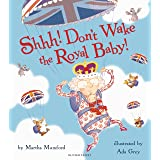 Shhh! Don't Wake
the Royal Baby!
by Martha Mumford
illustrated by
Ada Grey